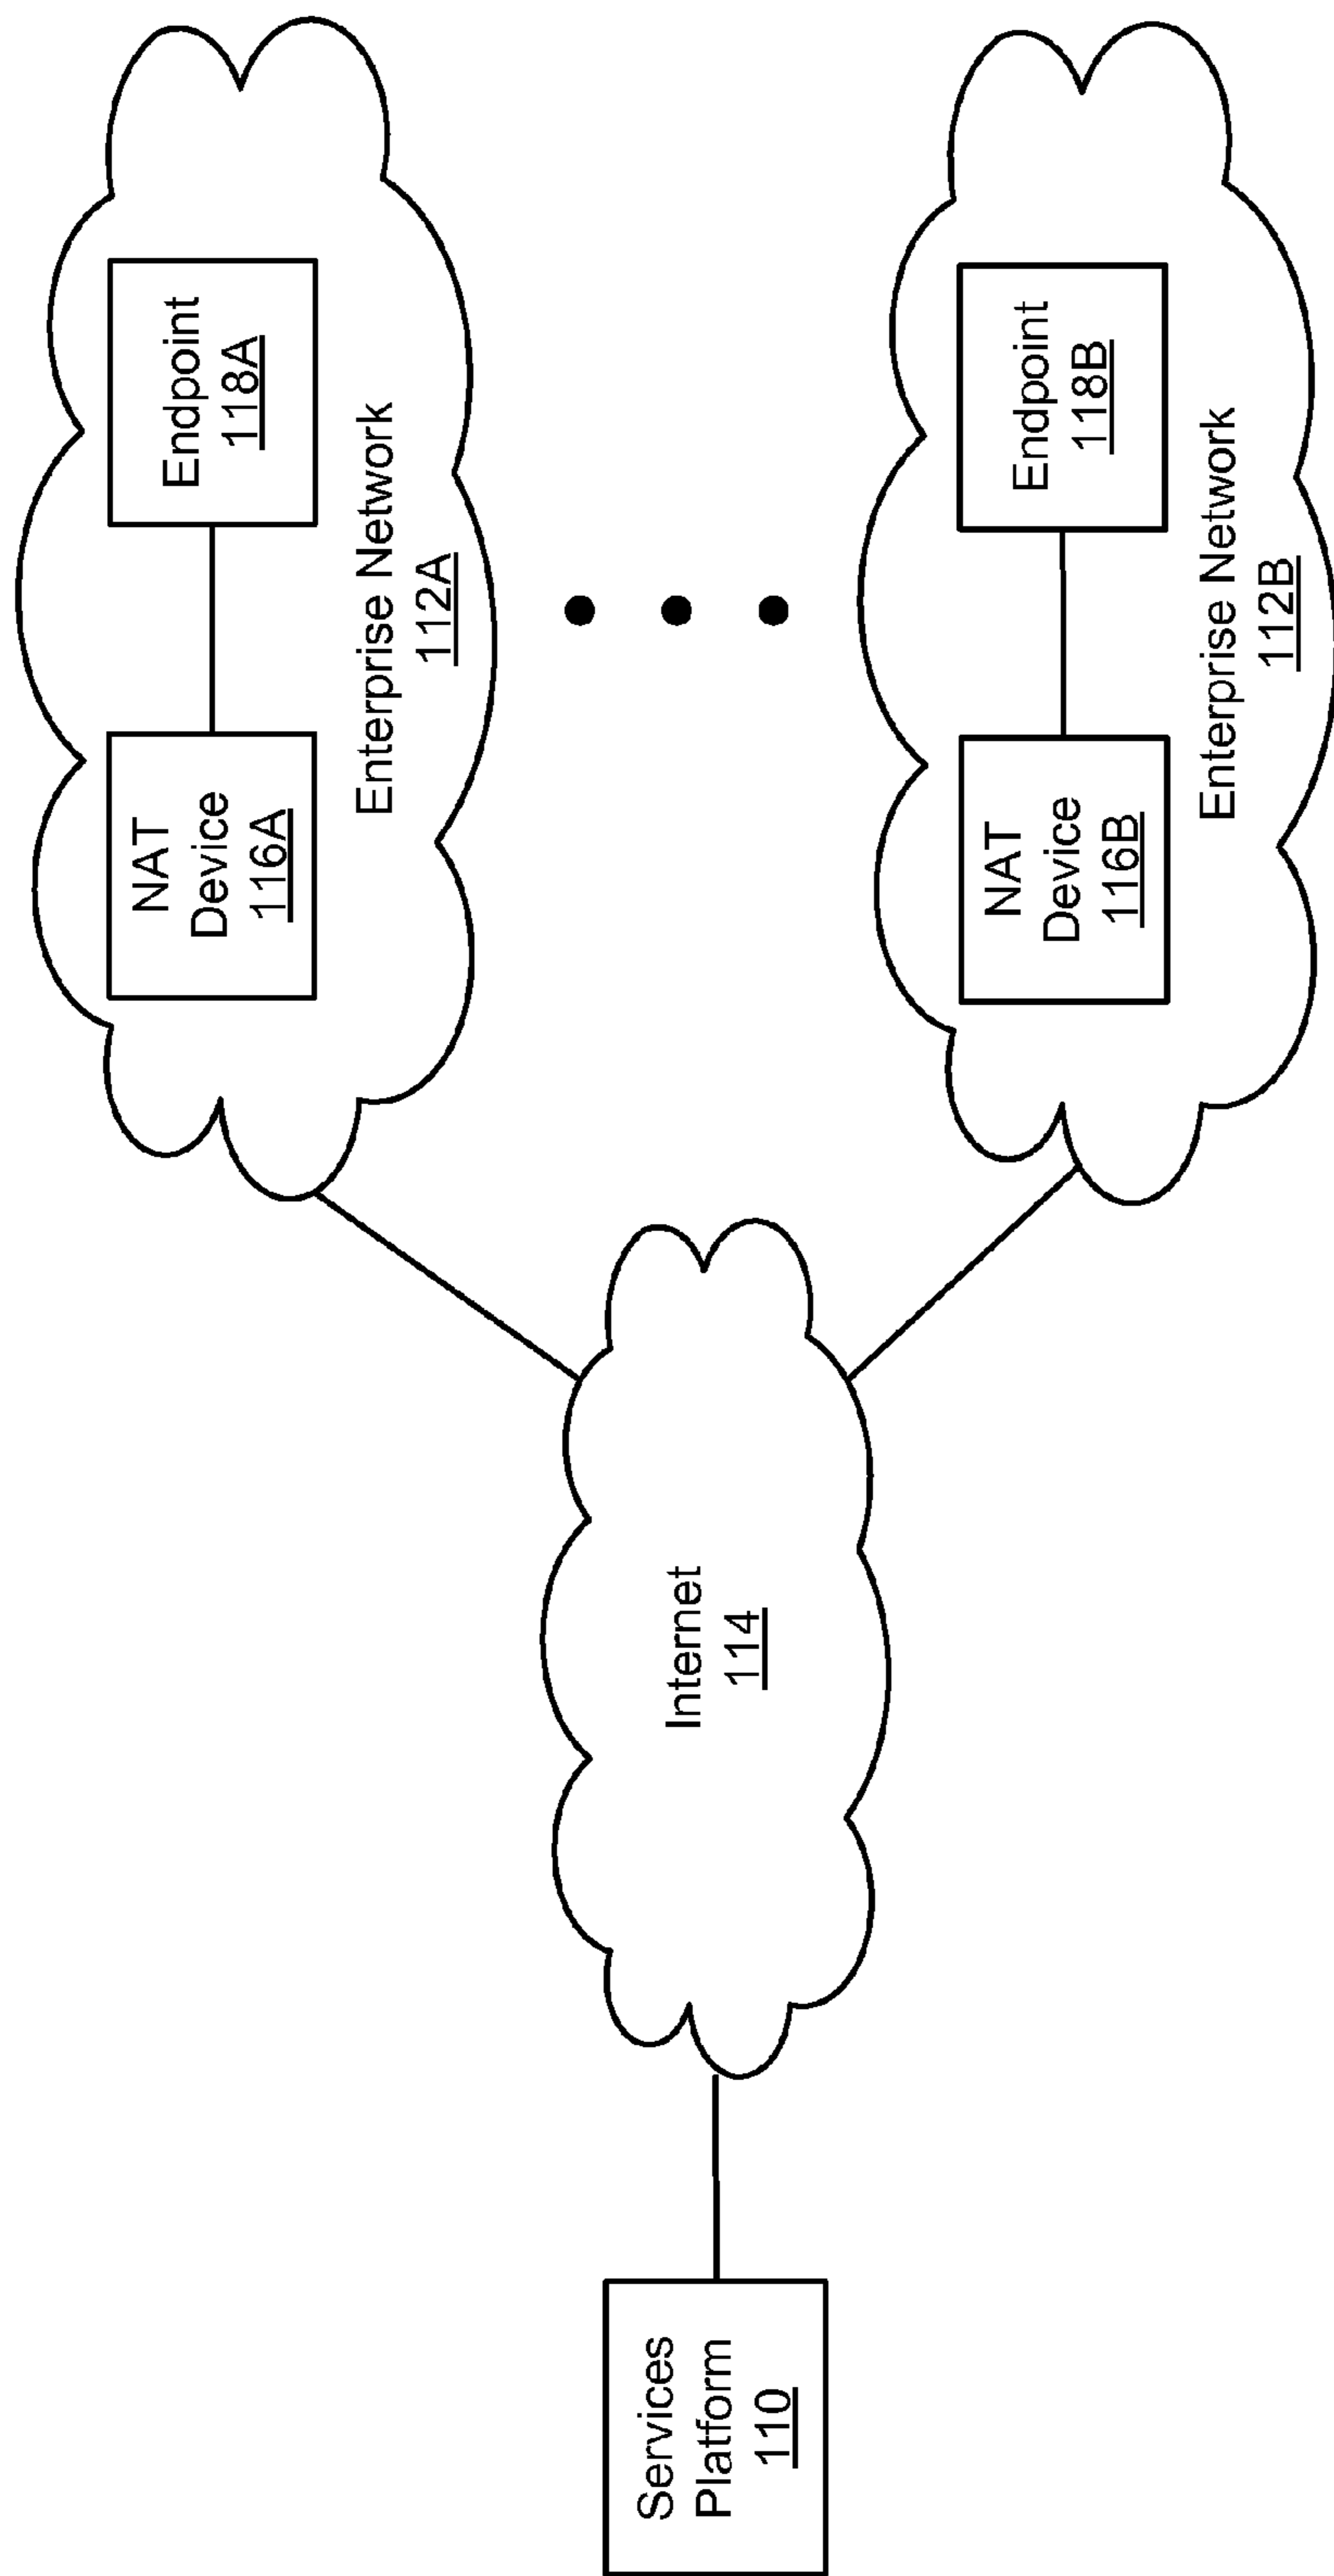 Services
Platform
110
Internet
114
NAT
Device
116A
Endpoint
118A
Enterprise Network
112A
NAT
Device
116B
Endpoint
118B
Enterprise Network
112B